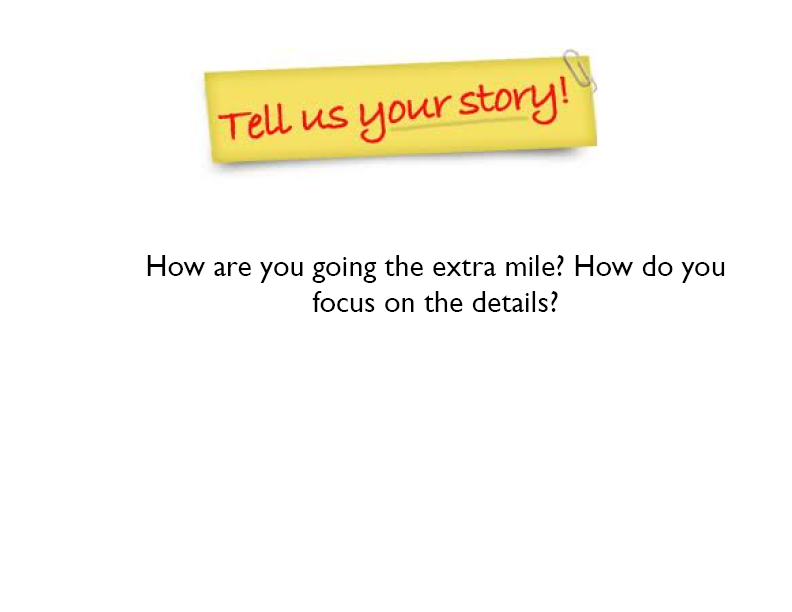 Tell us your story!
How are you going the extra mile? How do you
focus on the details?